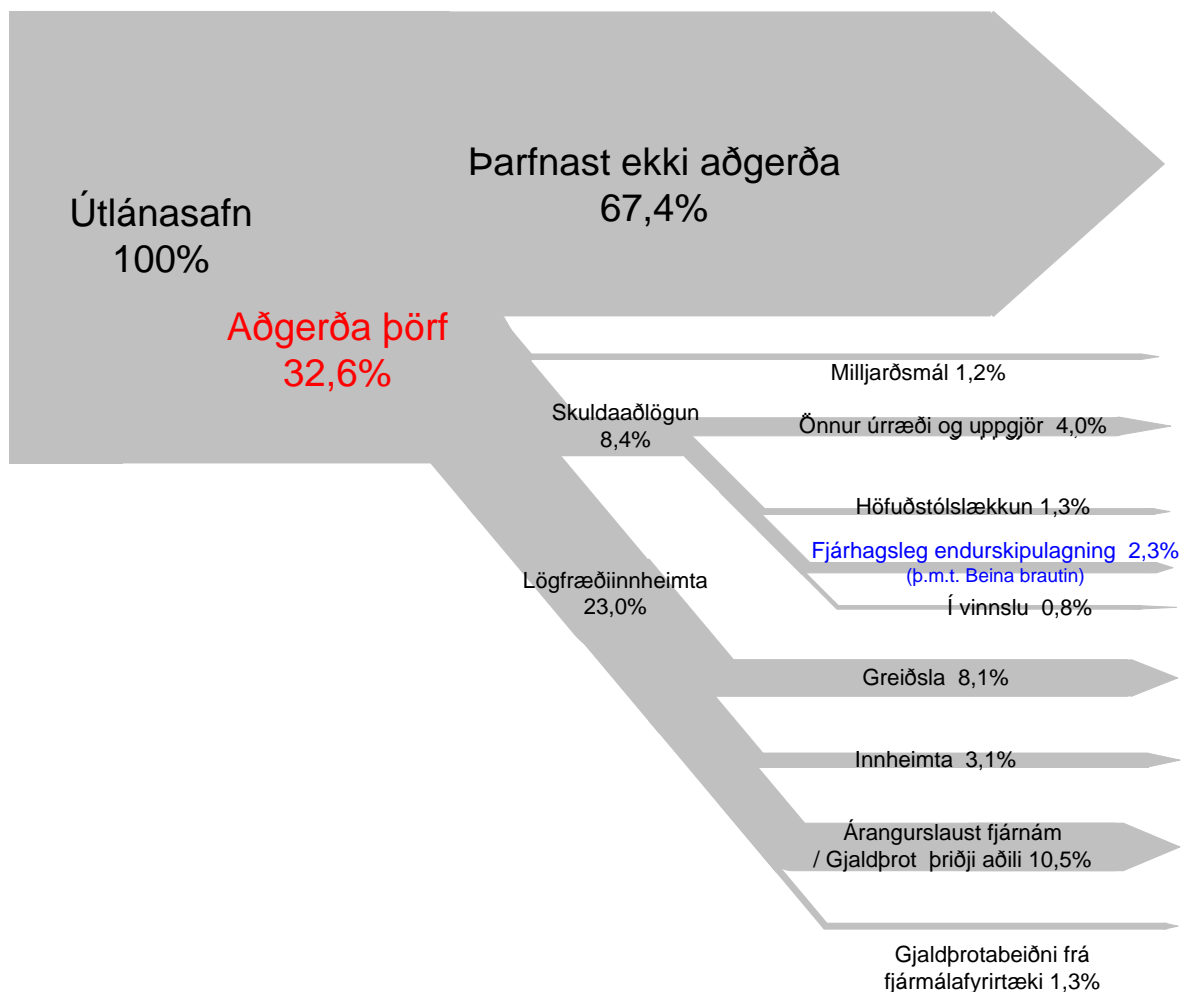 Þarfnast ekki aðgerða
67,4%
Útlánasafn
100%
Aðgerða þörf
32,6%
Milljarðsmál 1,2%
Skuldaaðlögun
8,4%
Önnur úrræði og uppgjör 4,0%
Höfuðstólslækkun 1,3%
Fjárhagsleg endurskipulagning 2,3%
(þ.m.t. Beina brautin)
Í vinnslu 0,8%
Lögfræðiinnheimta
23,0%
Greiðsla 8,1%
Innheimta 3,1%
Árangurslaust fjárnám
/ Gjaldþrot þriðji aðili 10,5%
Gjaldþrotabeiðni frá
fjármálafyrirtæki 1,3%